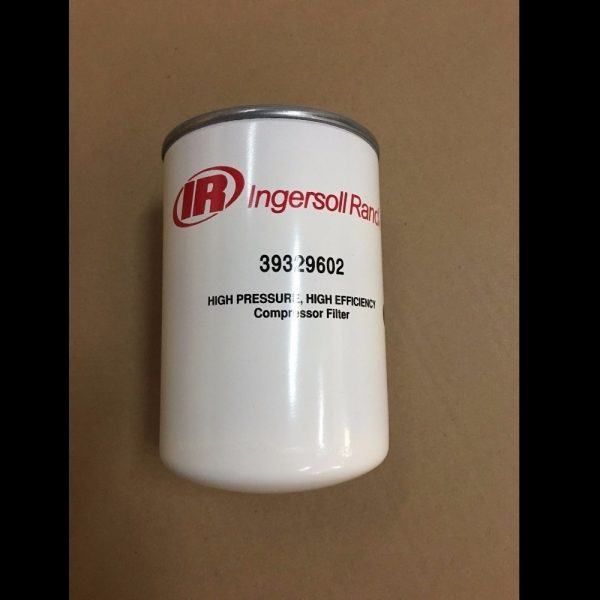 IR Ingersoll Rand
39329602
HIGH PRESSURE, HIGH EFFICIENCY
Compressor Filter